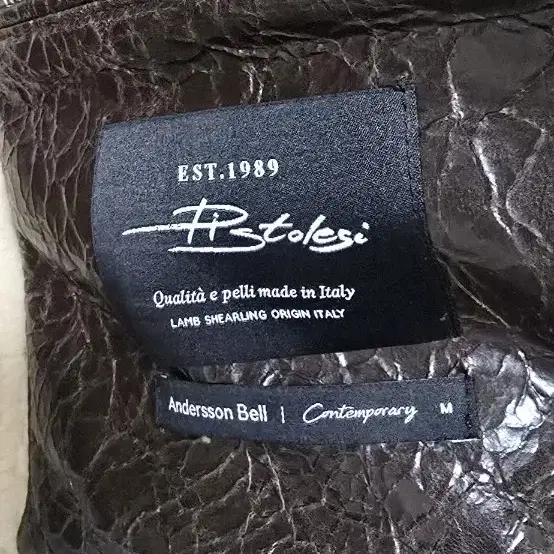 EST.1989
Pistolesi
Qualità e pelli made in Italy
LAMB SHEARLING ORIGIN ITALY
Andersson Bell | Contemporary M